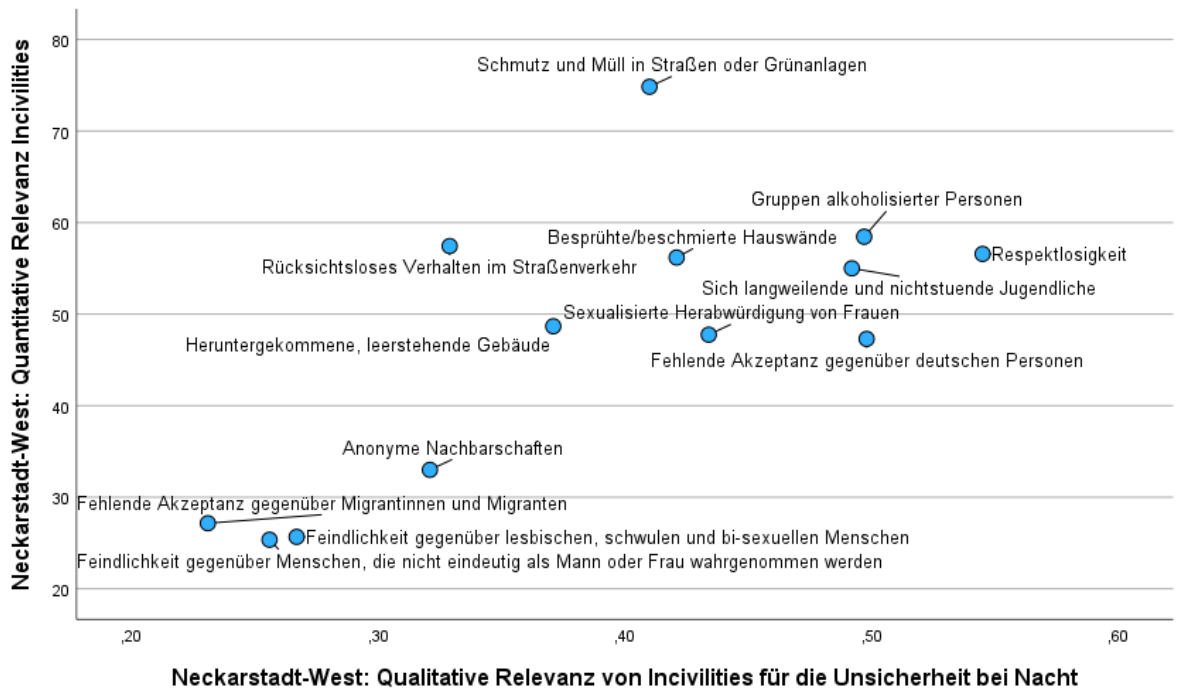 Neckarstadt-West: Quantitative Relevanz Incivilities
80
Schmutz und Müll in Straßen oder Grünanlagen
70
Gruppen alkoholisierter Personen
60
Besprühte/beschmierte Hauswände
Respektlosigkeit
Rücksichtsloses Verhalten im Straßenverkehr
Sich langweilende und nichtstuende Jugendliche
50
Sexualisierte Herabwürdigung von Frauen
Heruntergekommene, leerstehende Gebäude
Fehlende Akzeptanz gegenüber deutschen Personen
40
Anonyme Nachbarschaften
30
Fehlende Akzeptanz gegenüber Migrantinnen und Migranten
Feindlichkeit gegenüber lesbischen, schwulen und bi-sexuellen Menschen
Feindlichkeit gegenüber Menschen, die nicht eindeutig als Mann oder Frau wahrgenommen werden
20
,20 ,30 ,40 ,50 ,60
Neckarstadt-West: Qualitative Relevanz von Incivilities für die Unsicherheit bei Nacht